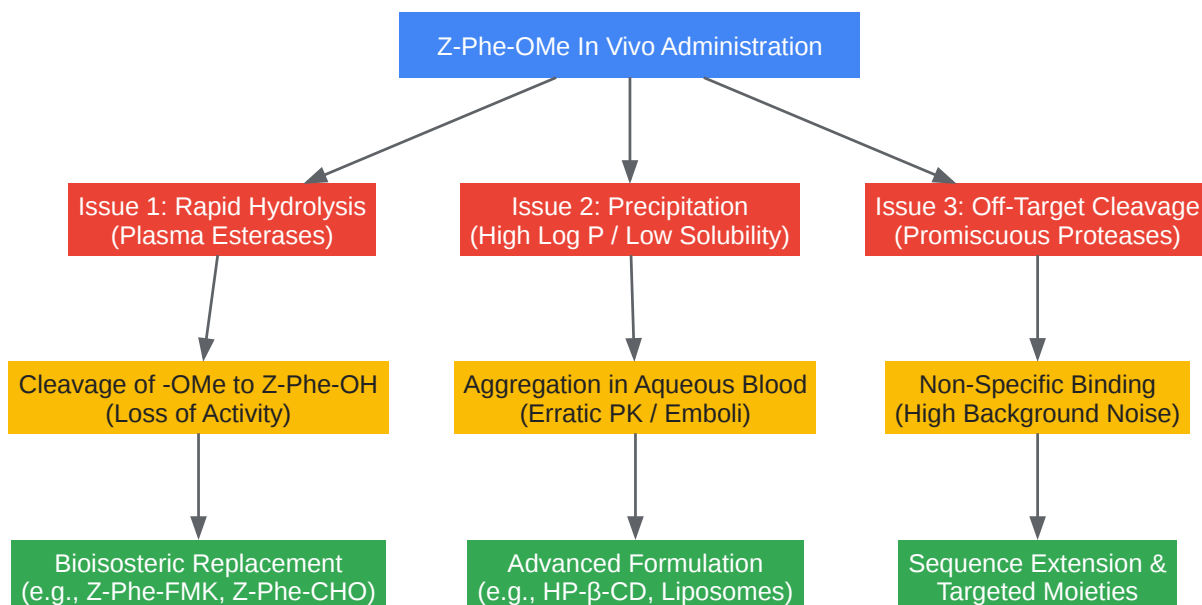 Z-Phe-OMe In Vivo Administration
Issue 1: Rapid Hydrolysis
(Plasma Esterases)
Issue 2: Precipitation
(High Log P / Low Solubility)
Issue 3: Off-Target Cleavage
(Promiscuous Proteases)
Cleavage of -OMe to Z-Phe-OH
(Loss of Activity)
Aggregation in Aqueous Blood
(Erratic PK / Emboli)
Non-Specific Binding
(High Background Noise)
Bioisosteric Replacement
(e.g., Z-Phe-FMK, Z-Phe-CHO)
Advanced Formulation
(e.g., HP-β-CD, Liposomes)
Sequence Extension &
Targeted Moieties